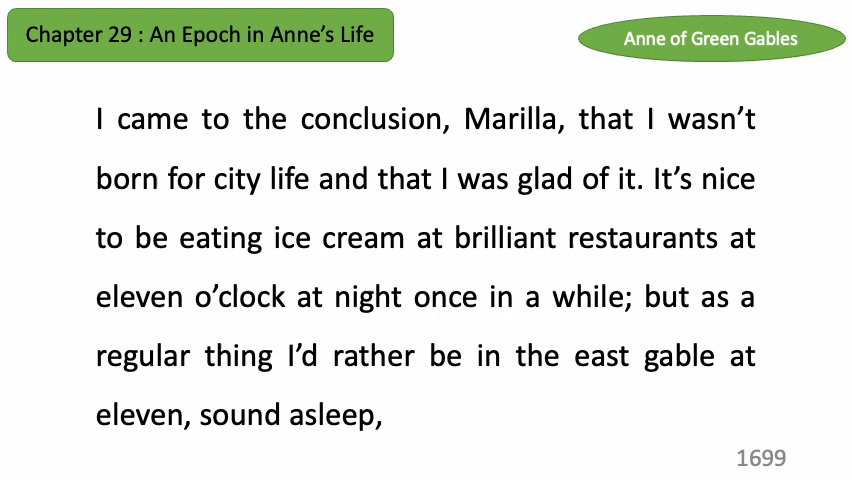 Chapter 29 : An Epoch in Anne’s Life
Anne of Green Gables
I came to the conclusion, Marilla, that I wasn’t
born for city life and that I was glad of it. It’s nice
to be eating ice cream at brilliant restaurants at
eleven o’clock at night once in a while; but as a
regular thing I’d rather be in the east gable at
eleven, sound asleep,
1699